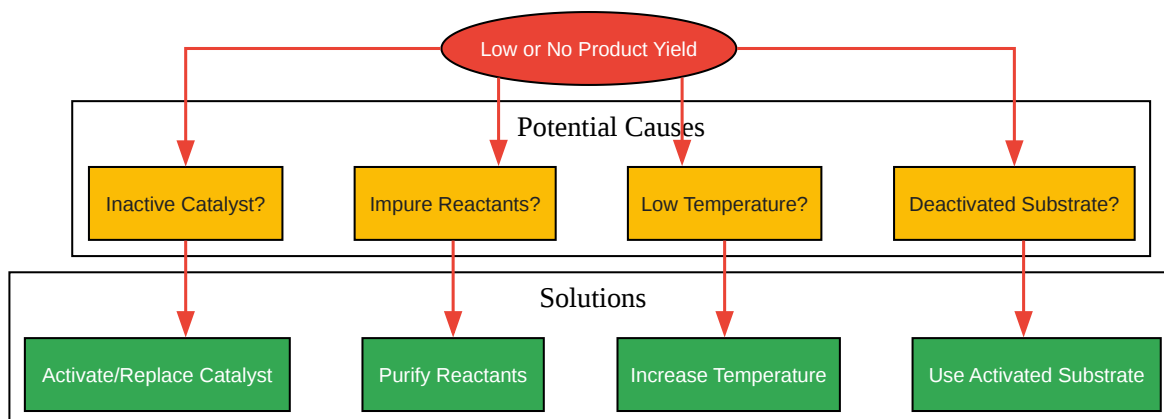 Low or No Product Yield
Potential Causes
Inactive Catalyst?
Impure Reactants?
Low Temperature?
Deactivated Substrate?
Solutions
Activate/Replace Catalyst
Purify Reactants
Increase Temperature
Use Activated Substrate